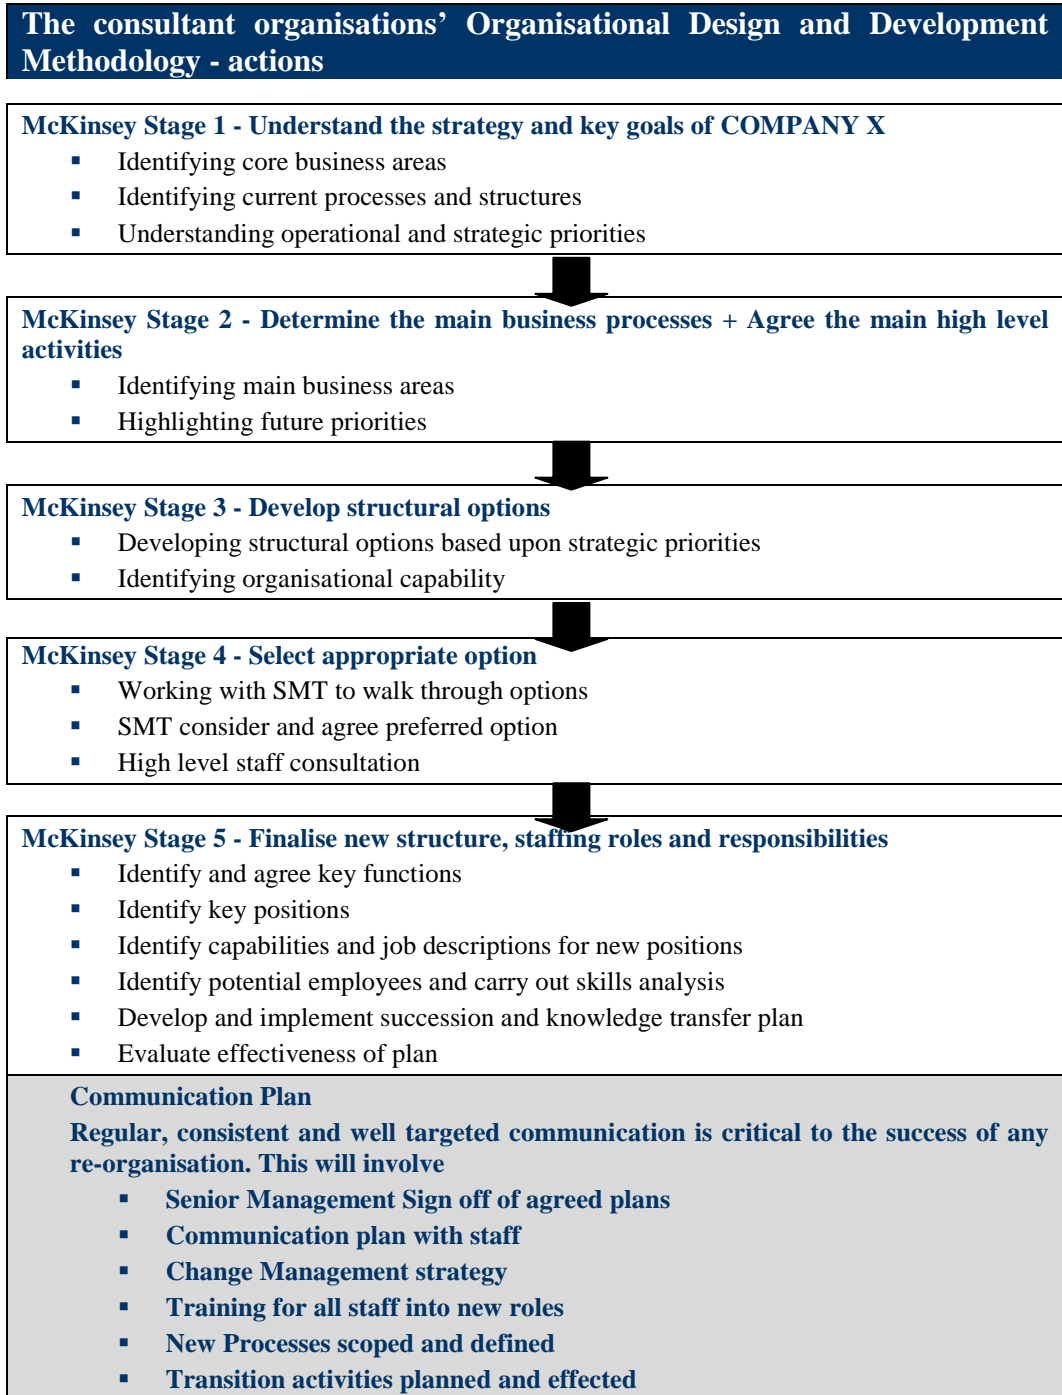 The consultant organisations’ Organisational Design and Development
Methodology - actions
McKinsey Stage 1 - Understand the strategy and key goals of COMPANY X
▪ Identifying core business areas
▪ Identifying current processes and structures
▪ Understanding operational and strategic priorities
McKinsey Stage 2 - Determine the main business processes + Agree the main high level
activities
▪ Identifying main business areas
▪ Highlighting future priorities
McKinsey Stage 3 - Develop structural options
▪ Developing structural options based upon strategic priorities
▪ Identifying organisational capability
McKinsey Stage 4 - Select appropriate option
▪ Working with SMT to walk through options
▪ SMT consider and agree preferred option
▪ High level staff consultation
McKinsey Stage 5 - Finalise new structure, staffing roles and responsibilities
▪ Identify and agree key functions
▪ Identify key positions
▪ Identify capabilities and job descriptions for new positions
▪ Identify potential employees and carry out skills analysis
▪ Develop and implement succession and knowledge transfer plan
▪ Evaluate effectiveness of plan
Communication Plan
Regular, consistent and well targeted communication is critical to the success of any
re-organisation. This will involve
▪ Senior Management Sign off of agreed plans
▪ Communication plan with staff
▪ Change Management strategy
▪ Training for all staff into new roles
▪ New Processes scoped and defined
▪ Transition activities planned and effected